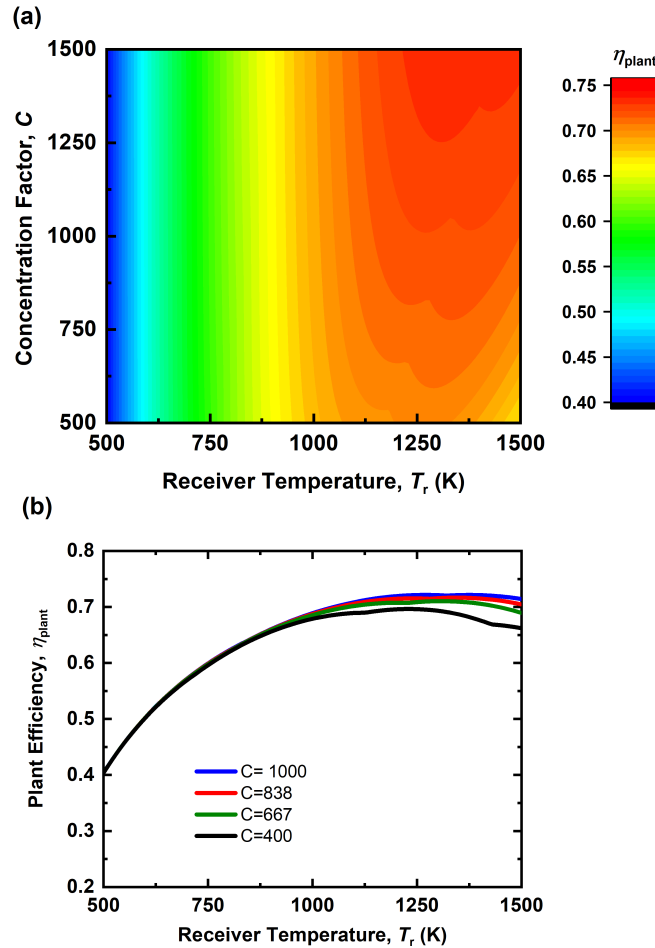 (a)
η plant
1500
1250
1000
750
500
Concentration Factor, C
500 750 1000 1250 1500
Receiver Temperature, Tr (K)
0.75
0.70
0.65
0.60
0.55
0.50
0.45
0.40
(b)
0.8
0.7
0.6
0.5
0.4
0.3
0.2
Plant Efficiency, ηplant
C= 1000
C=838
C=667
C=400
500 750 1000 1250 1500
Receiver Temperature, Tr (K)